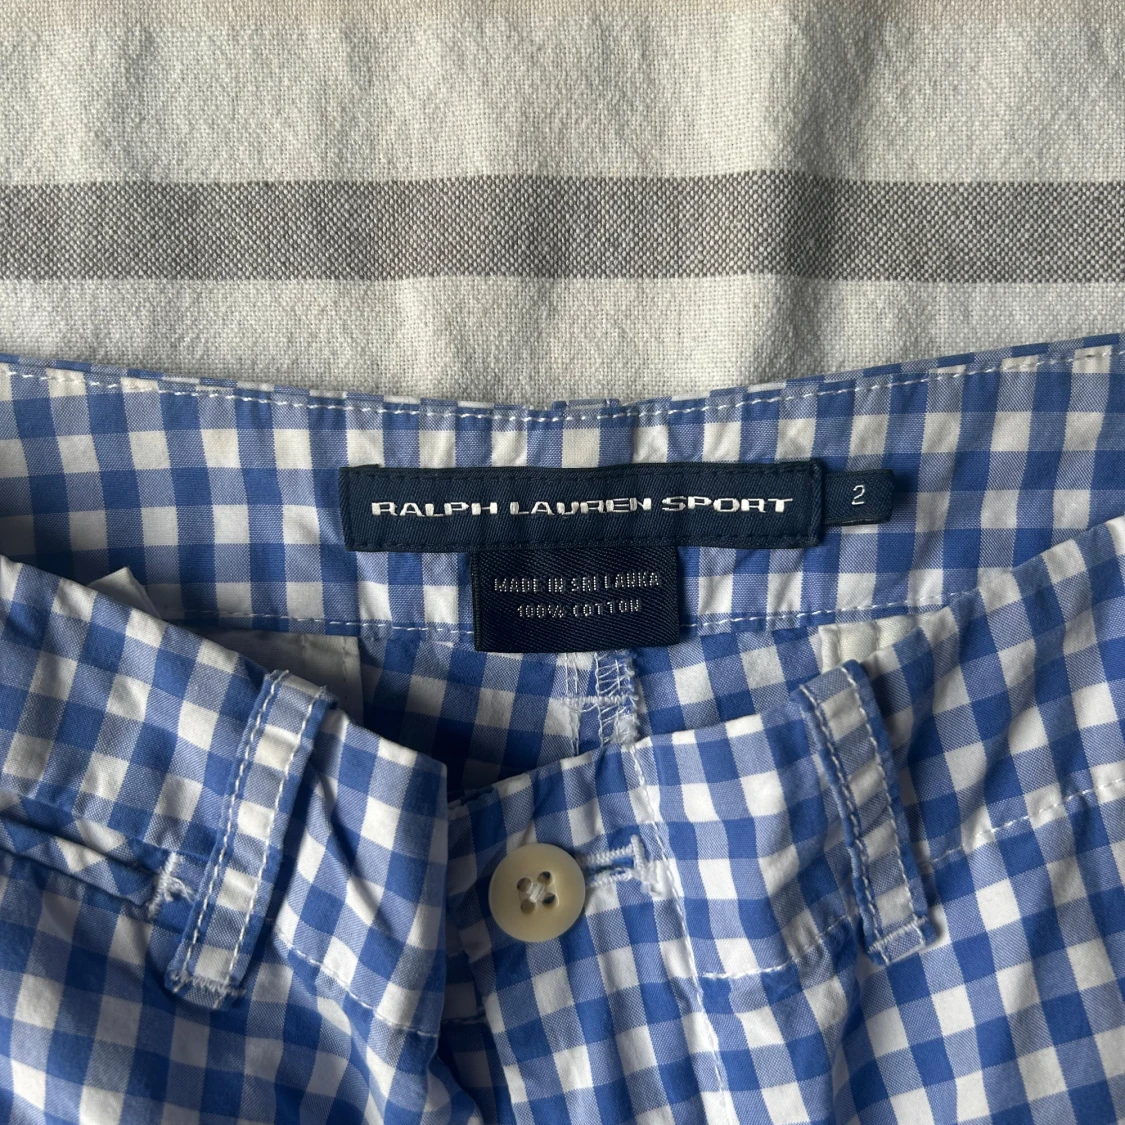 RALPH LAUREN SPORT
2
MADE IN SRI LANKA
100% COTTON